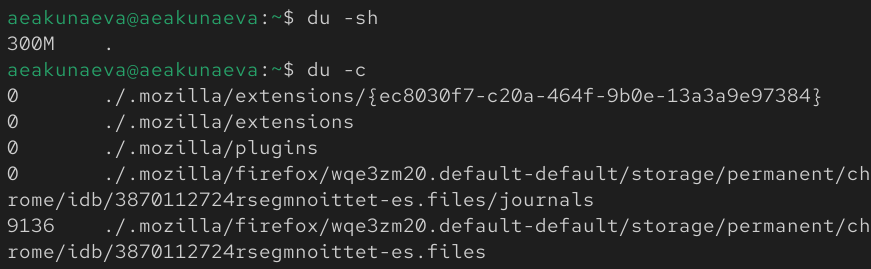 aeakunaeva@aeakunaeva:~$ du -sh
300M    .
aeakunaeva@aeakunaeva:~$ du -c
0       ./.mozilla/extensions/{ec8030f7-c20a-464f-9b0e-13a3a9e97384}
0       ./.mozilla/extensions
0       ./.mozilla/plugins
0       ./.mozilla/firefox/wqe3zm20.default-default/storage/permanent/ch
rome/idb/3870112724rsegmnoittet-es.files/journals
9136    ./.mozilla/firefox/wqe3zm20.default-default/storage/permanent/ch
rome/idb/3870112724rsegmnoittet-es.files